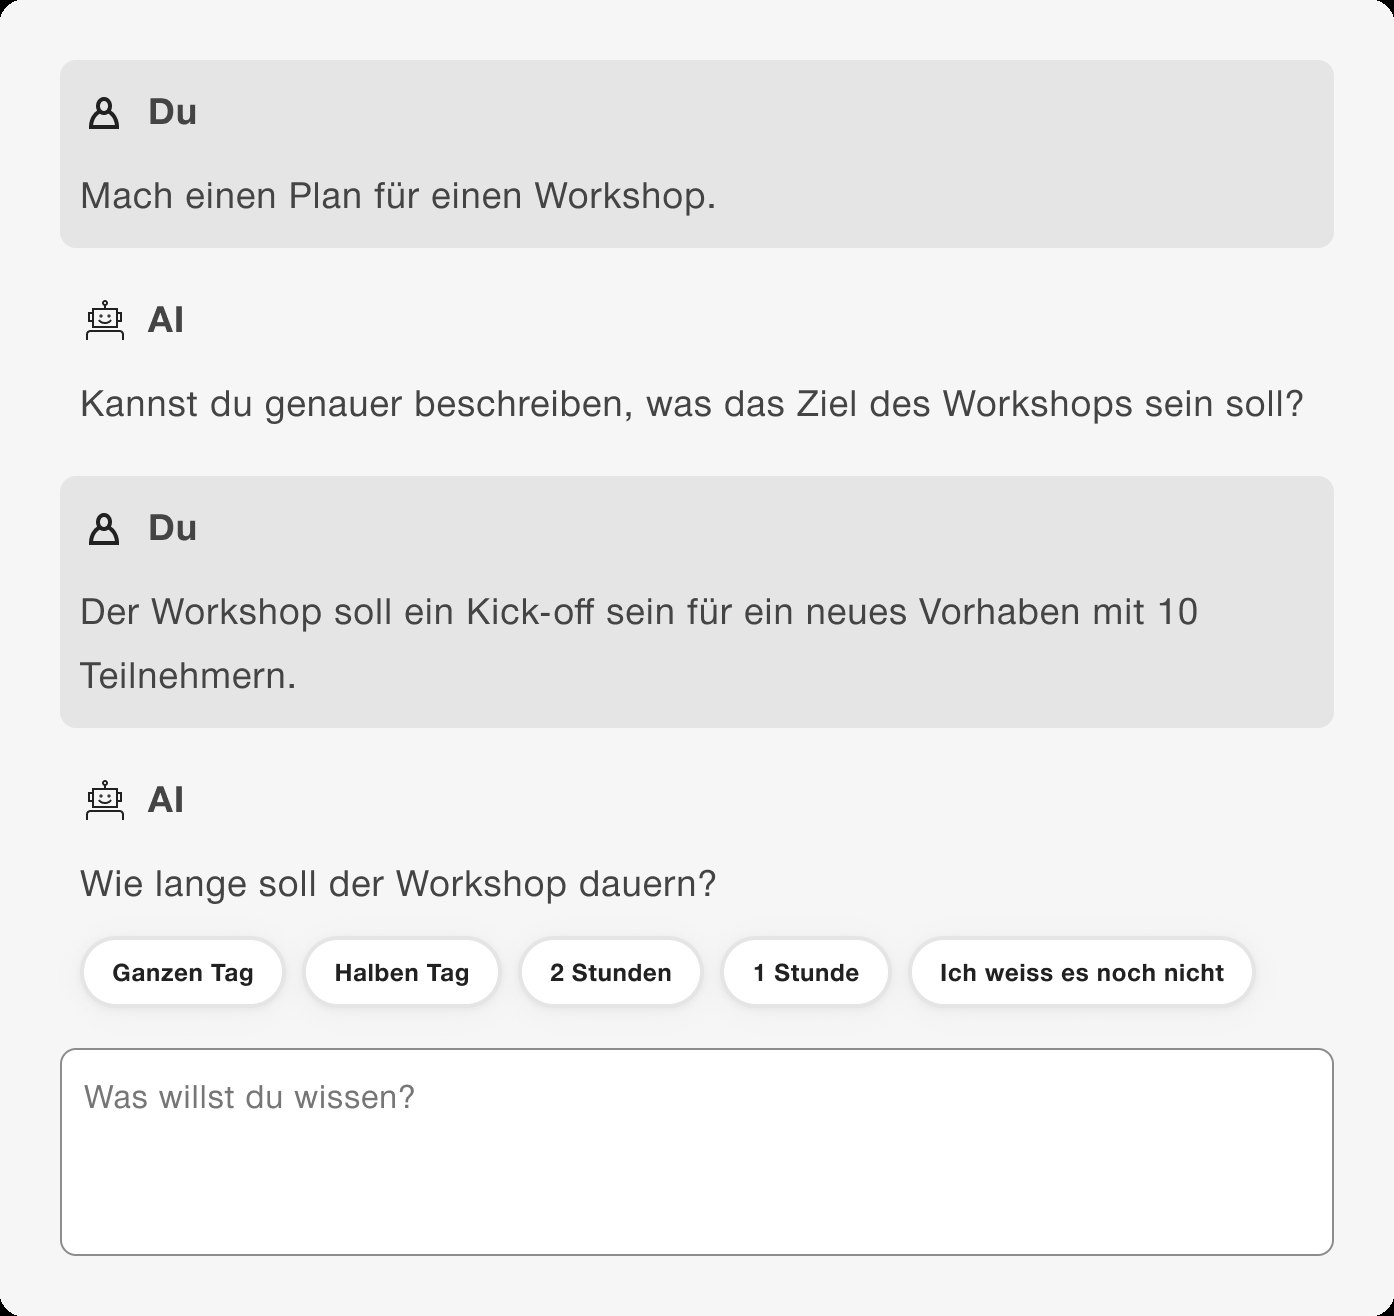 Du
Mach einen Plan für einen Workshop.
AI
Kannst du genauer beschreiben, was das Ziel des Workshops sein soll?
Du
Der Workshop soll ein Kick-off sein für ein neues Vorhaben mit 10
Teilnehmern.
AI
Wie lange soll der Workshop dauern?
Ganzen Tag
Halben Tag
2 Stunden
1 Stunde
Ich weiss es noch nicht
Was willst du wissen?